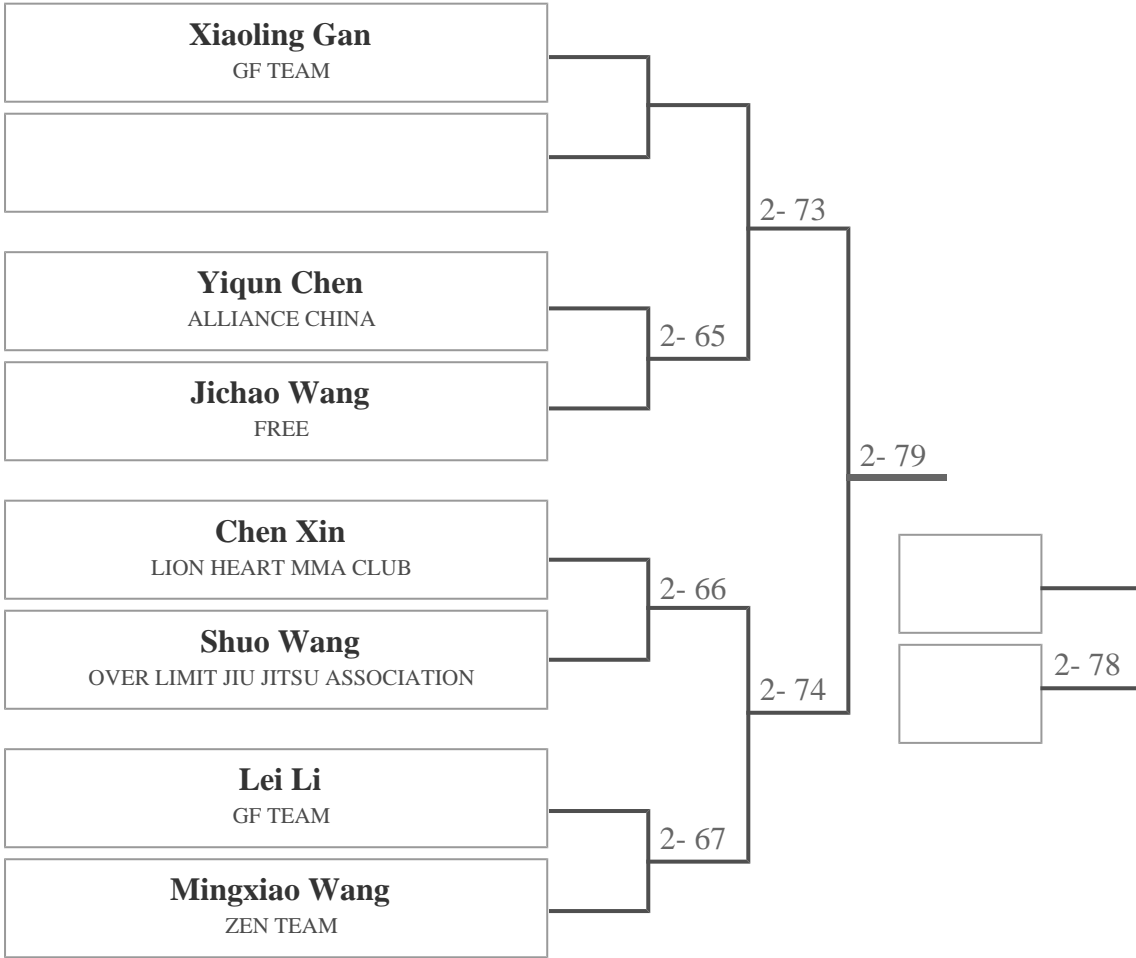 Xiaoling Gan
GF TEAM
2- 73
Yiqun Chen
ALLIANCE CHINA
2- 65
Jichao Wang
FREE
2- 79
Chen Xin
LION HEART MMA CLUB
2- 66
Shuo Wang
OVER LIMIT JIU JITSU ASSOCIATION
2- 78
2- 74
Lei Li
GF TEAM
2- 67
Mingxiao Wang
ZEN TEAM